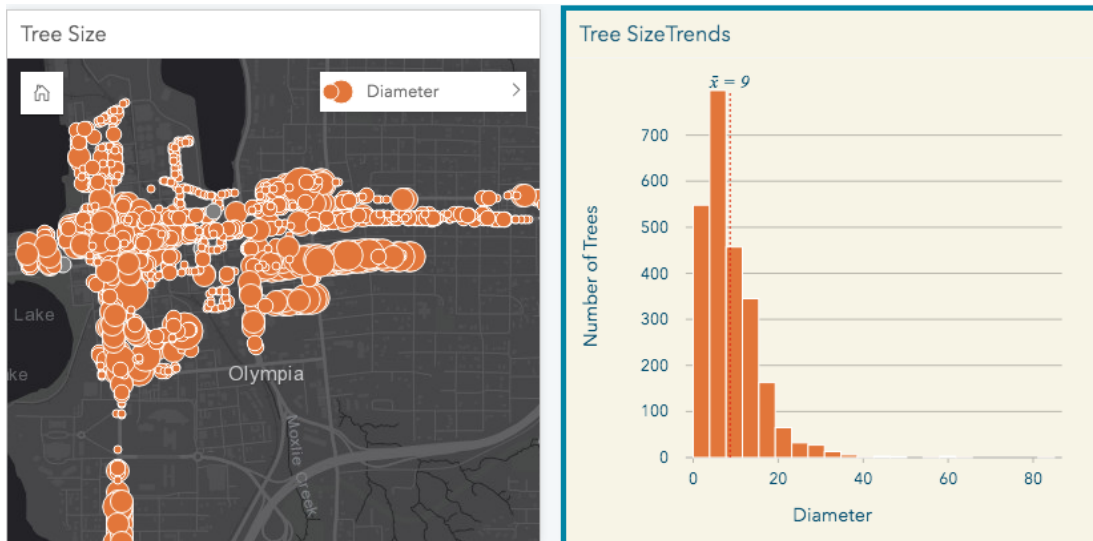 Tree Size
Diameter
Lake
ke
Olympia
Moxlie Creek
Tree SizeTrends
x̄ = 9
700
600
500
400
300
200
100
0
Number of Trees
0 20 40 60 80
Diameter